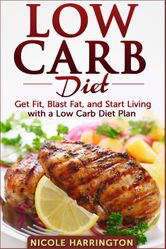 LOW
CARB
Diet
Get Fit, Blast Fat, and Start Living
with a Low Carb Diet Plan
NICOLE HARRINGTON